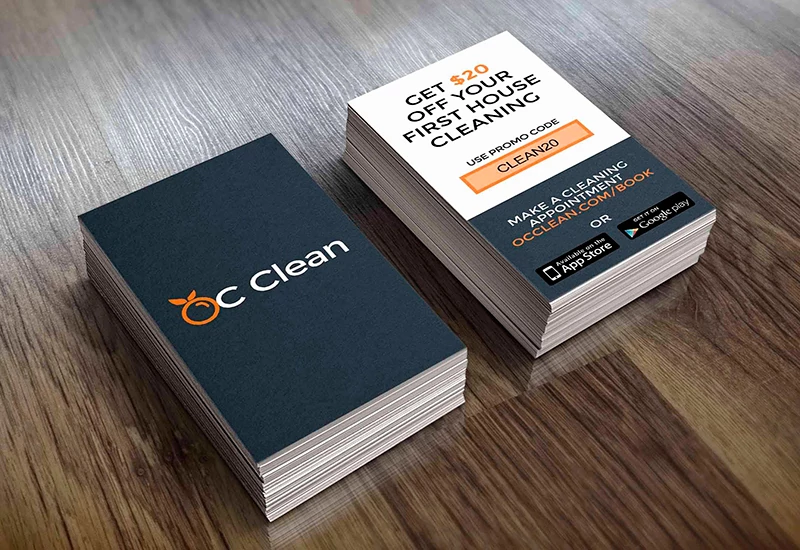 OC Clean
GET $20
OFF YOUR
FIRST HOUSE
CLEANING
USE PROMO CODE
CLEAN20
MAKE A CLEANING
APPOINTMENT
OCCLEAN.COM/BOOK
OR
Available on the
App Store
GET IT ON
Google play